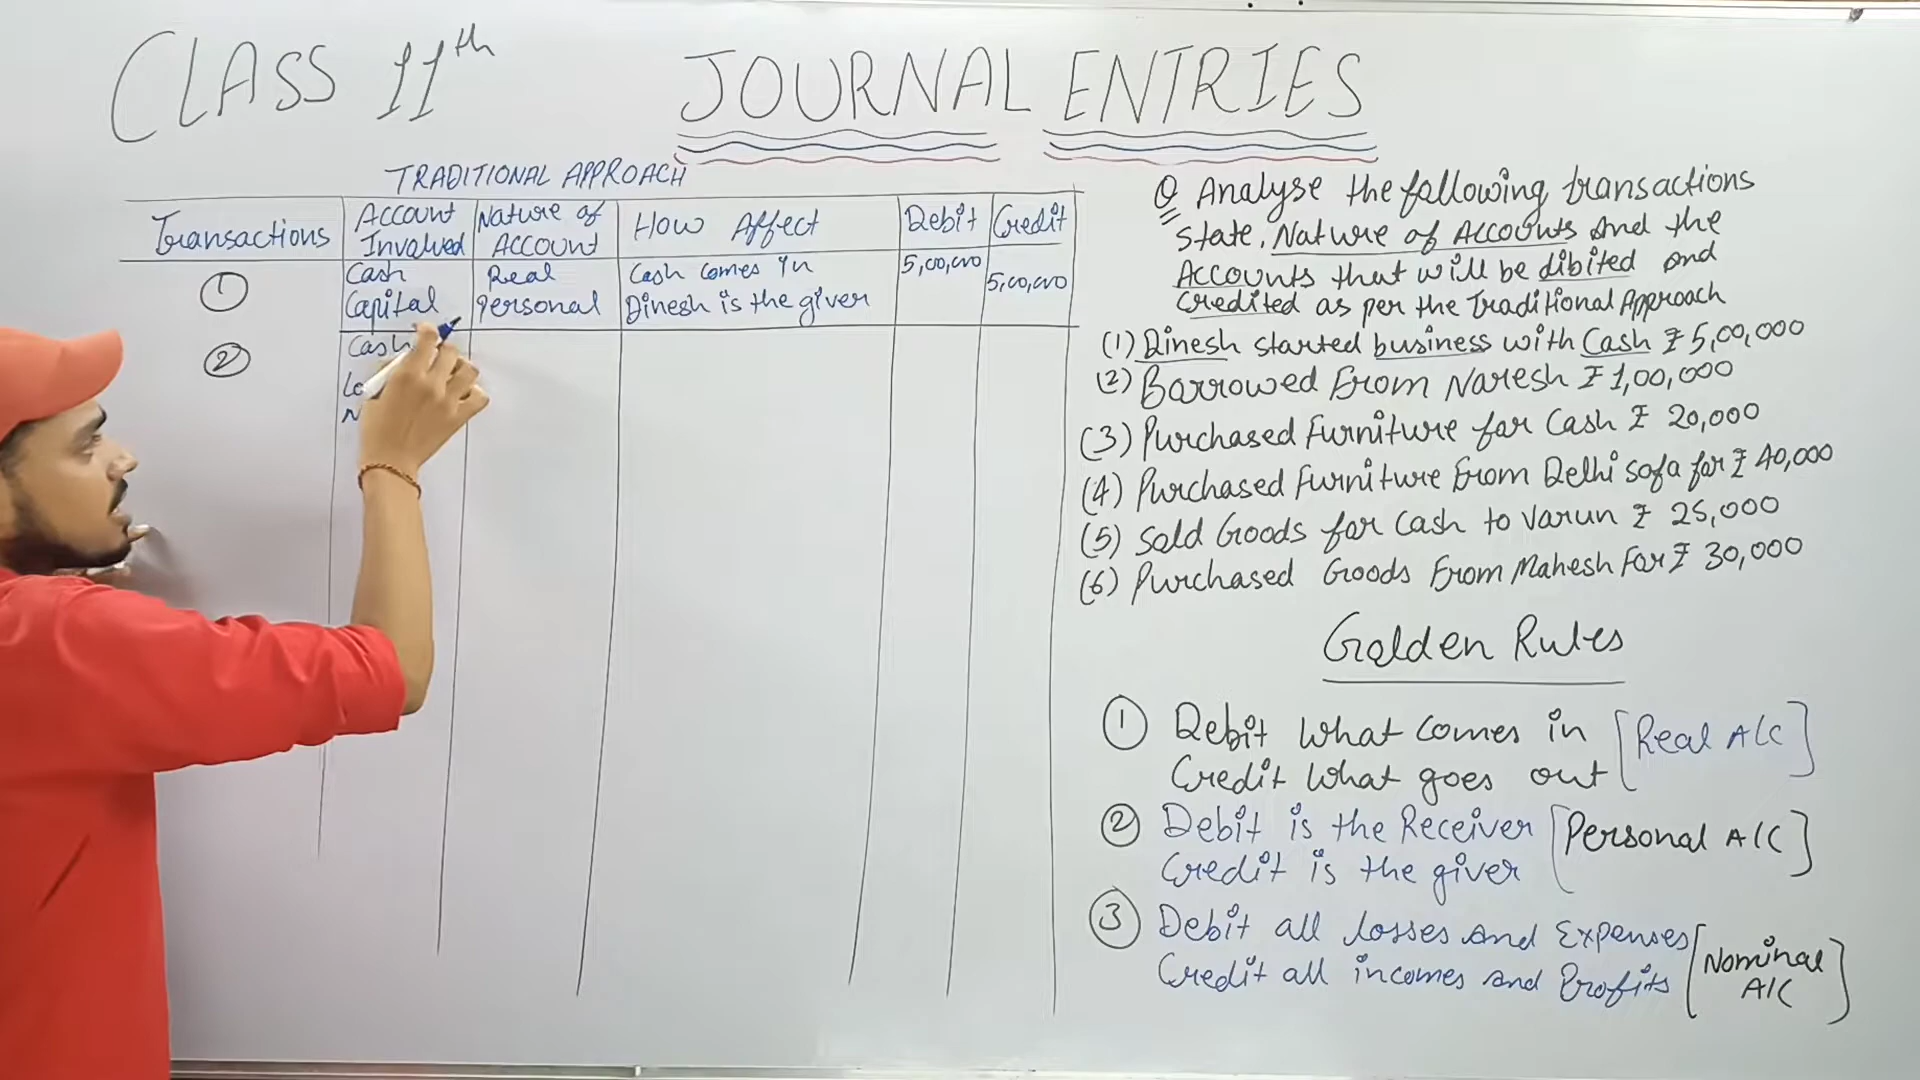 CLASS 11th
JOURNAL ENTRIES
TRADITIONAL APPROACH
Transactions
Account
Involved
Nature of
Account
How Affect
Debit
Credit
1
Cash
Real
Cash comes in
5,00,000
Capital
Personal
Dinesh is the giver
5,00,000
2
Cash
Q Analyse the following transactions
State, Nature of Accounts and the
Accounts that will be dibited and
Credited as per the Traditional Approach
(1) Dinesh started business with Cash ₹ 5,00,000
(2) Barrowed From Naresh ₹ 1,00,000
(3) Purchased Furniture for Cash ₹ 20,000
(4) Purchased Furniture From Delhi Sofa for ₹ 40,000
(5) Sold Goods for Cash to Varun ₹ 25,000
(6) Purchased Goods From Mahesh For ₹ 30,000
Golden Rules
1 Debit What Comes in [Real A/C]
Credit What goes out
2 Debit is the Receiver [Personal A/C]
Credit is the giver
3 Debit all losses and Expenses [Nominal
Credit all incomes and Profits A/C]